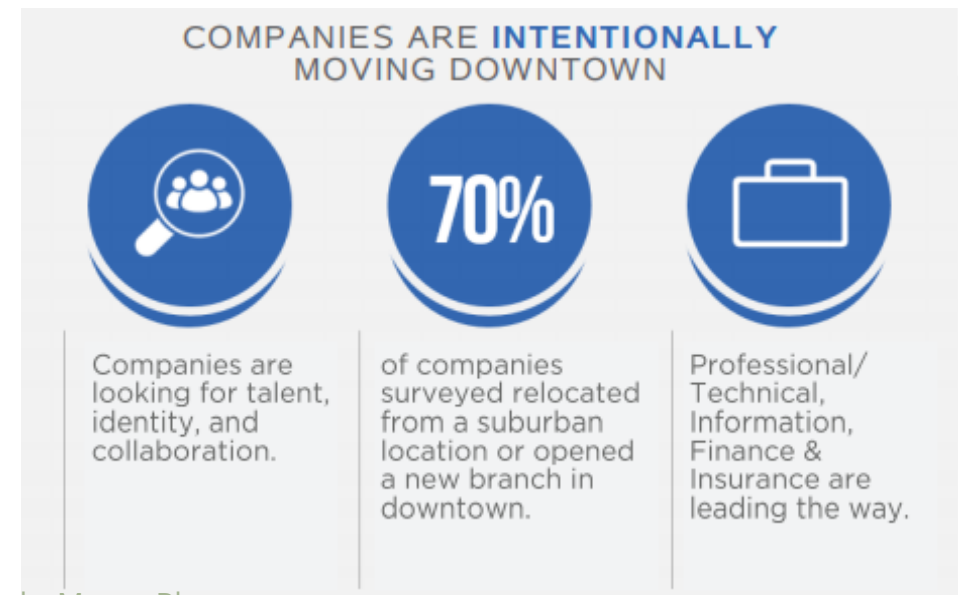 COMPANIES ARE INTENTIONALLY
MOVING DOWNTOWN
70%
Companies are
looking for talent,
identity, and
collaboration.
of companies
surveyed relocated
from a suburban
location or opened
a new branch in
downtown.
Professional/
Technical,
Information,
Finance &
Insurance are
leading the way.